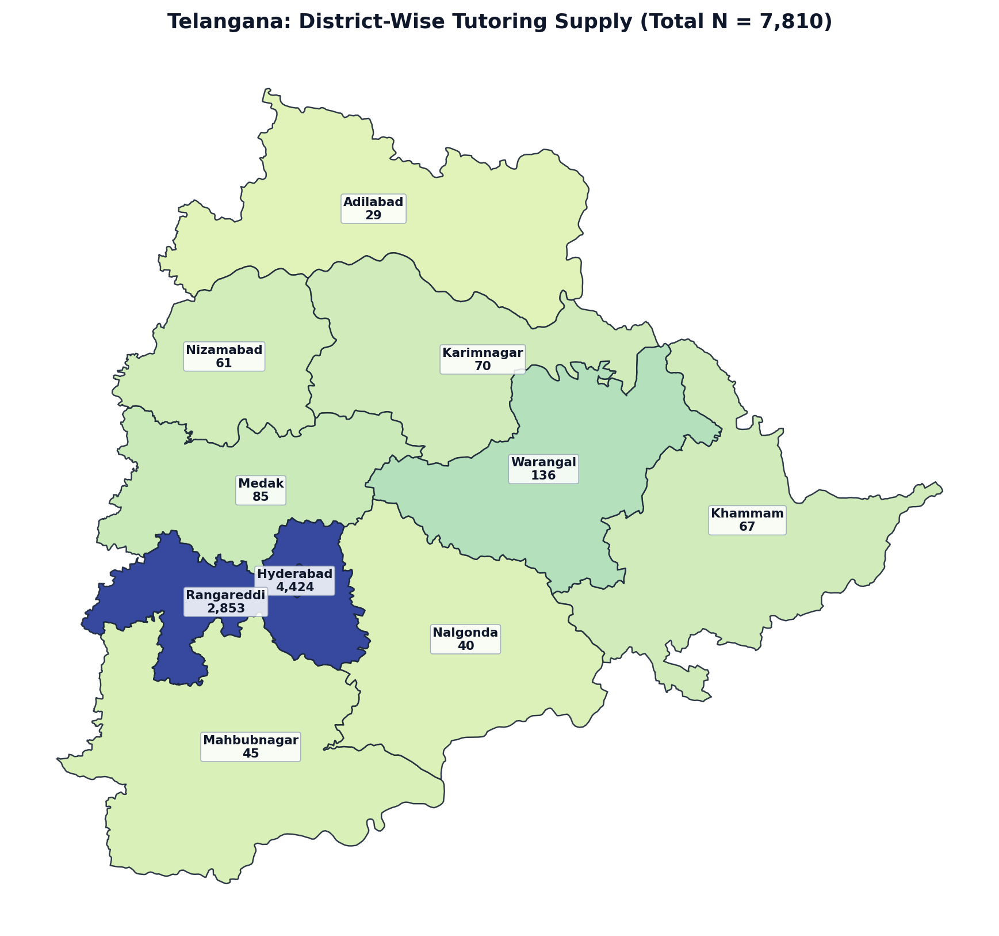 Telangana: District-Wise Tutoring Supply (Total N = 7,810)
Adilabad
29
Nizamabad
61
Karimnagar
70
Warangal
136
Medak
85
Khammam
67
Hyderabad
4,424
Rangareddi
2,853
Nalgonda
40
Mahbubnagar
45